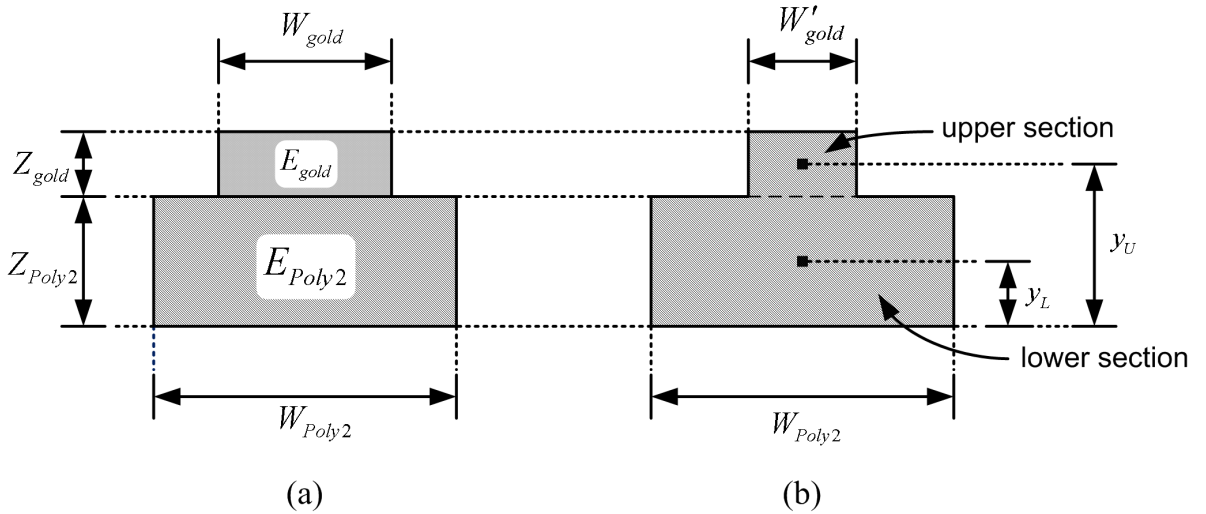 W_gold
W'_gold
upper section
Z_gold
E_gold
Z_Poly2
E_Poly2
y_U
y_L
lower section
W_Poly2
W_Poly2
(a)
(b)